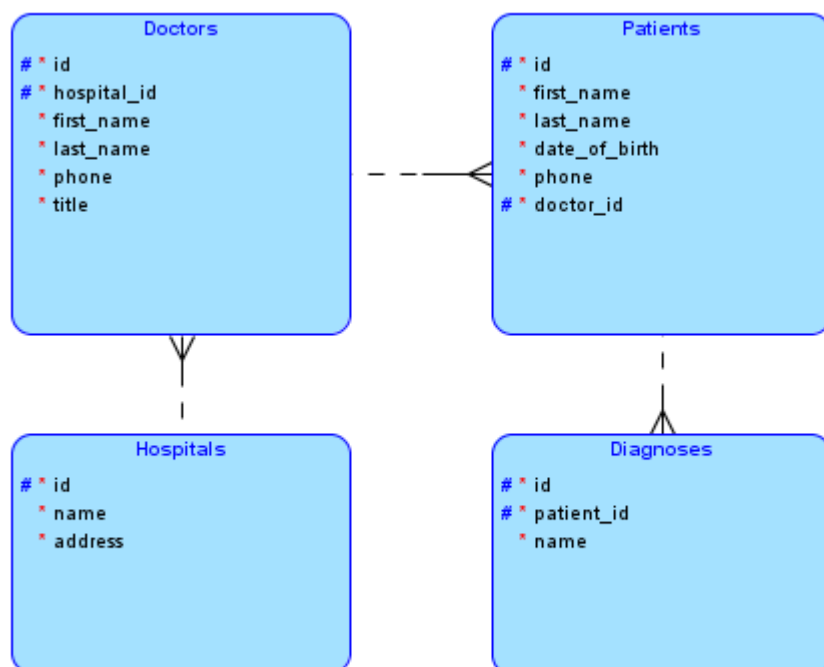 Doctors
# * id
# * hospital_id
* first_name
* last_name
* phone
* title
Patients
# * id
* first_name
* last_name
* date_of_birth
* phone
# * doctor_id
Hospitals
# * id
* name
* address
Diagnoses
# * id
# * patient_id
* name